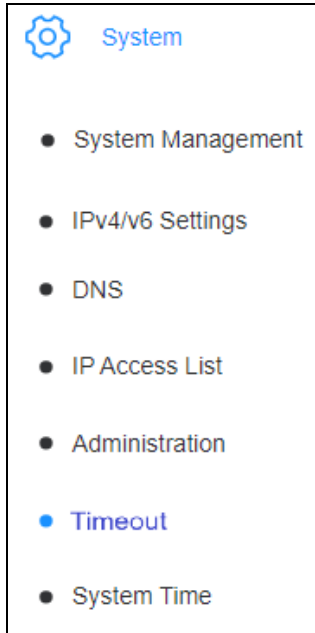 System
System Management
IPv4/v6 Settings
DNS
IP Access List
Administration
Timeout
System Time